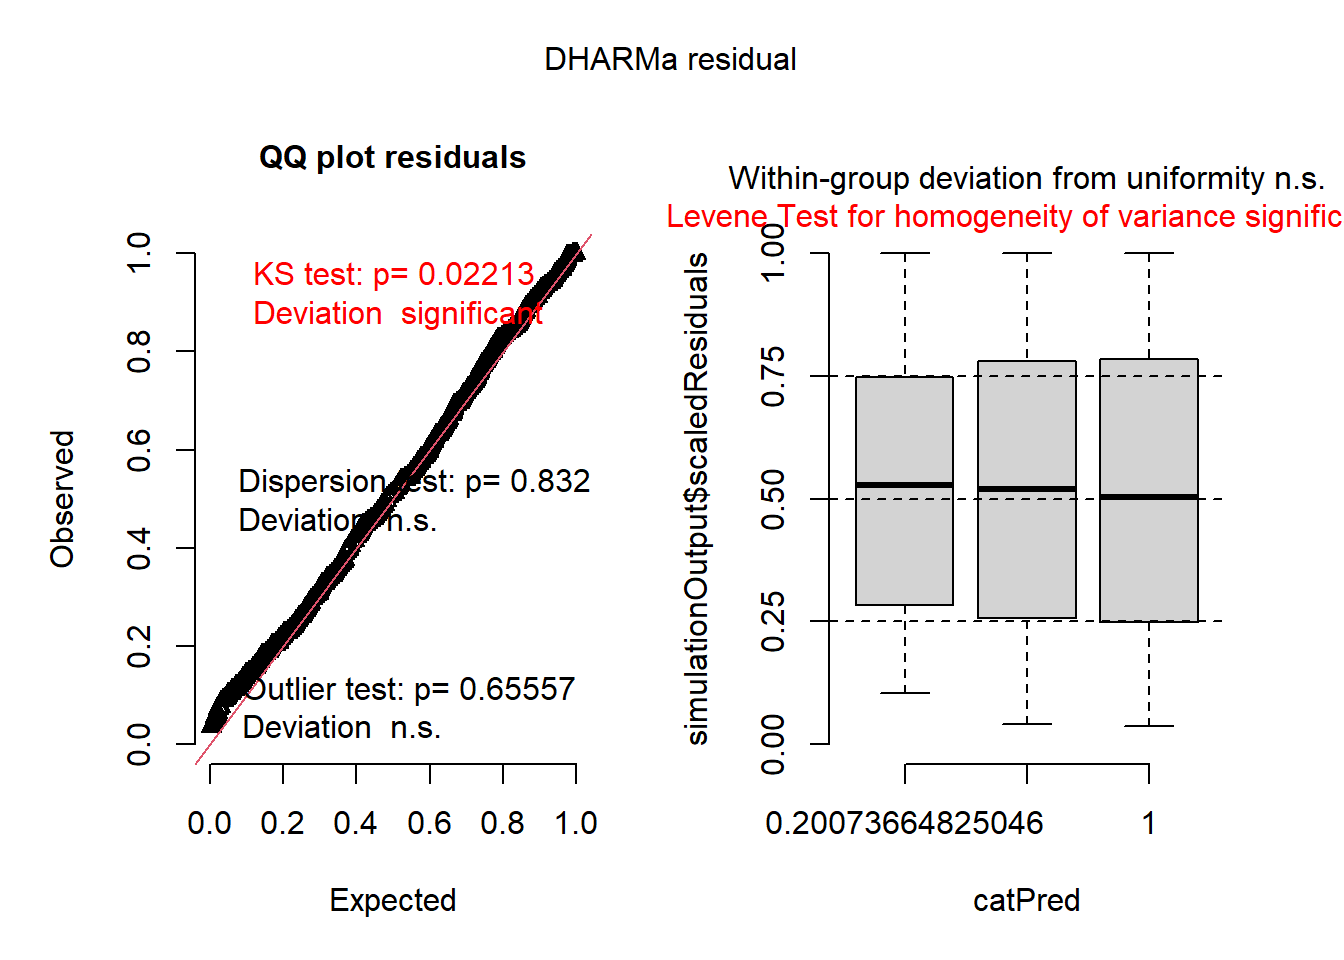 DHARMa residual
QQ plot residuals
KS test: p= 0.02213
Deviation  significant
Dispersion test: p= 0.832
Deviation  n.s.
Outlier test: p= 0.65557
Deviation  n.s.
Observed
0.0 0.2 0.4 0.6 0.8 1.0
0.0 0.2 0.4 0.6 0.8 1.0
Expected
Within-group deviation from uniformity n.s.
Levene Test for homogeneity of variance signific
simulationOutput$scaledResiduals
0.00 0.25 0.50 0.75 1.00
0.20073664825046 1
catPred